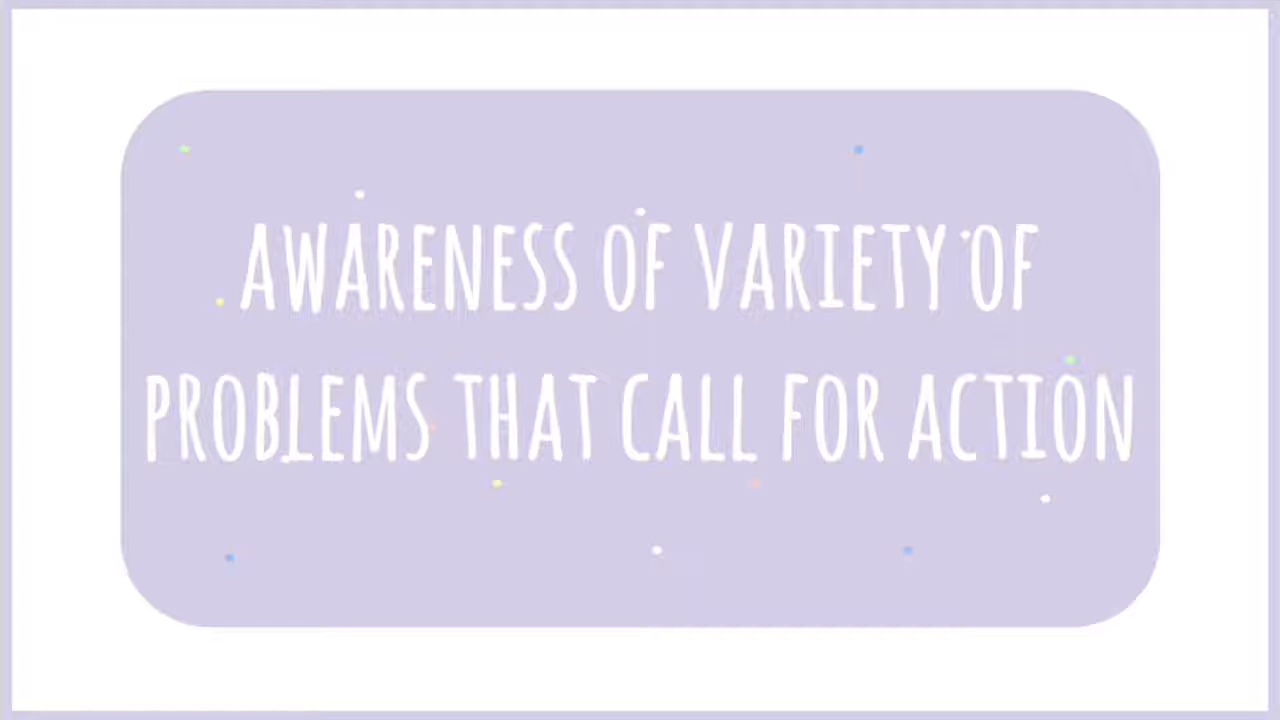 AWARENESS OF VARIETY OF
PROBLEMS THAT CALL FOR ACTION